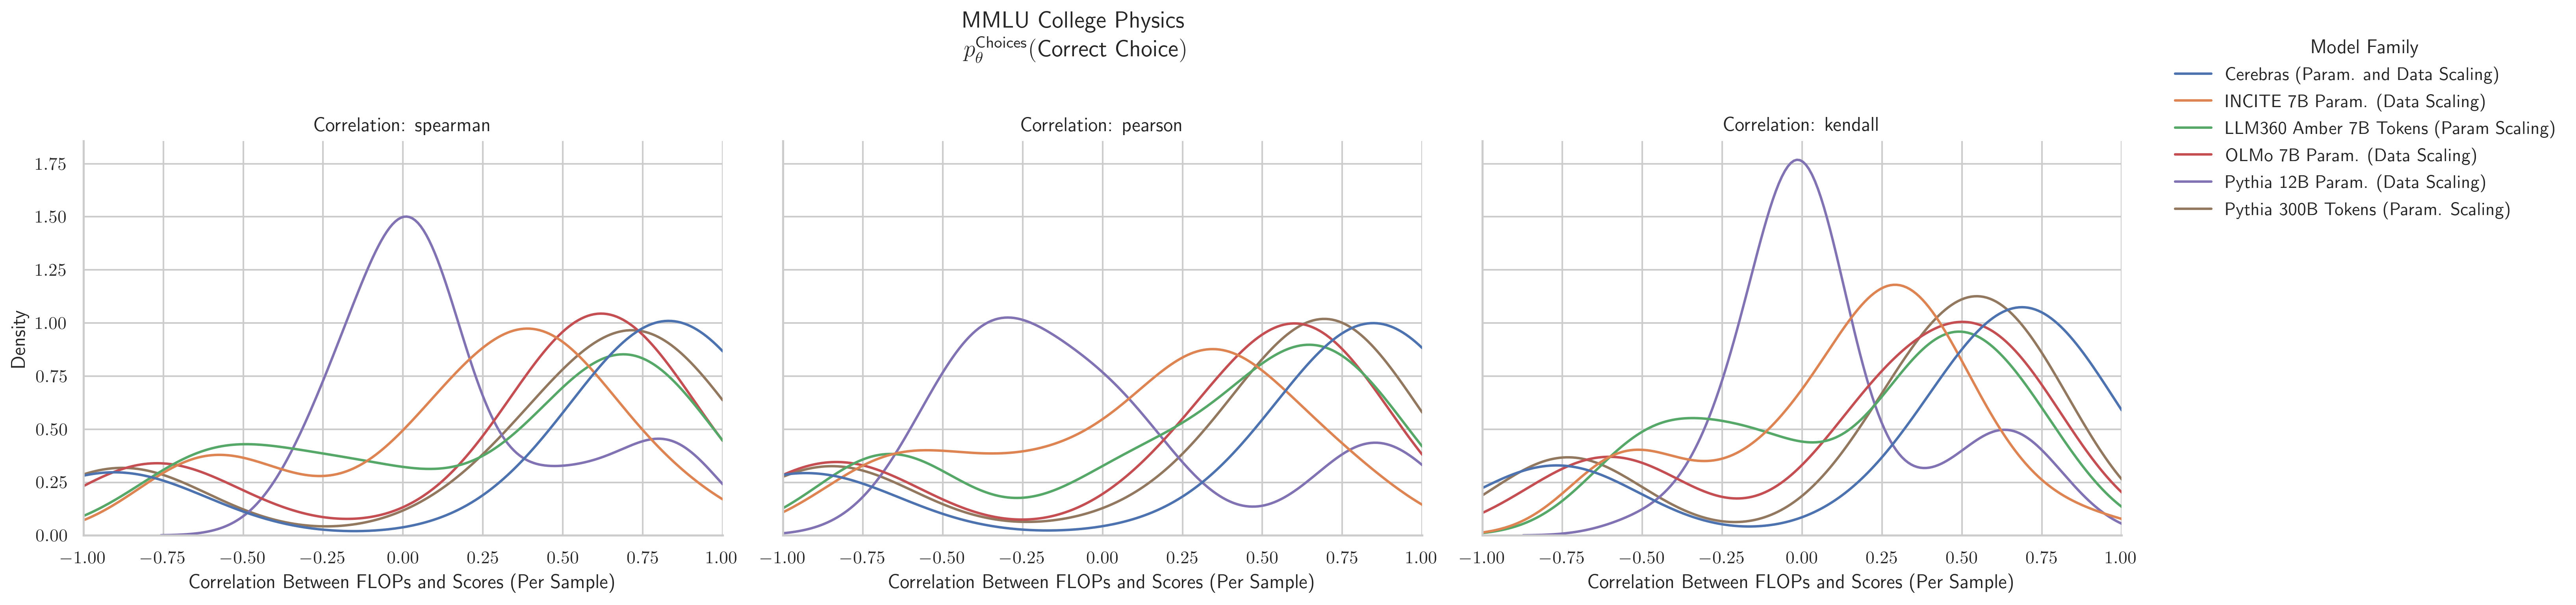 MMLU College Physics
p_θ^Choices(Correct Choice)
Model Family
Cerebras (Param. and Data Scaling)
INCITE 7B Param. (Data Scaling)
LLM360 Amber 7B Tokens (Param Scaling)
OLMo 7B Param. (Data Scaling)
Pythia 12B Param. (Data Scaling)
Pythia 300B Tokens (Param. Scaling)
Correlation: spearman
Correlation: pearson
Correlation: kendall
Density
1.75
1.50
1.25
1.00
0.75
0.50
0.25
0.00
−1.00 −0.75 −0.50 −0.25 0.00 0.25 0.50 0.75 1.00
−1.00 −0.75 −0.50 −0.25 0.00 0.25 0.50 0.75 1.00
−1.00 −0.75 −0.50 −0.25 0.00 0.25 0.50 0.75 1.00
Correlation Between FLOPs and Scores (Per Sample)
Correlation Between FLOPs and Scores (Per Sample)
Correlation Between FLOPs and Scores (Per Sample)